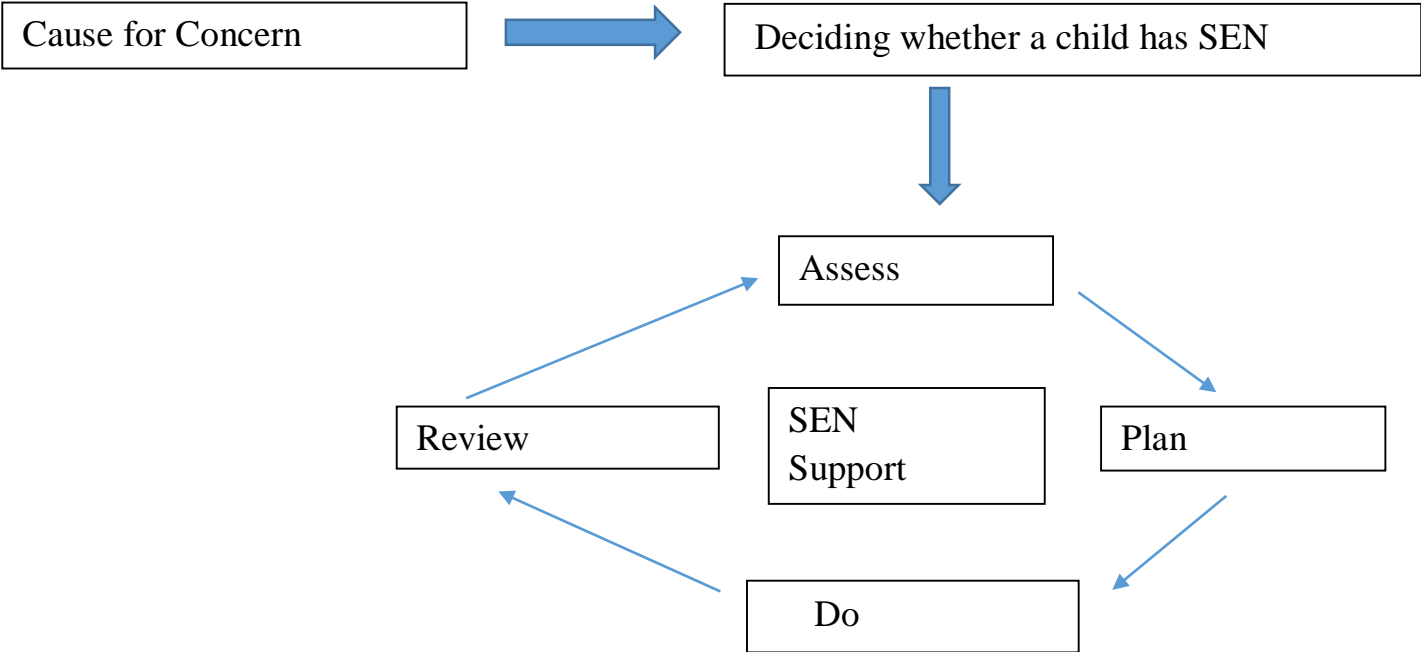 Cause for Concern
Deciding whether a child has SEN
Assess
Review
SEN
Support
Plan
Do